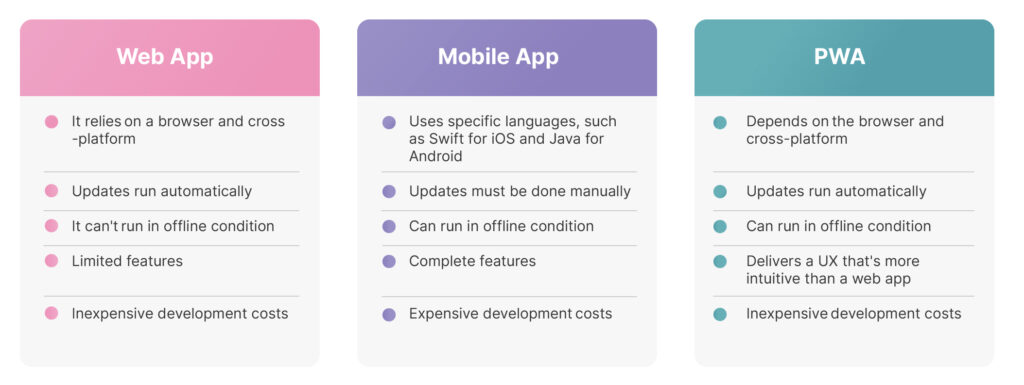 Web App
It relies on a browser and cross
-platform
Updates run automatically
It can't run in offline condition
Limited features
Inexpensive development costs
Mobile App
Uses specific languages, such
as Swift for iOS and Java for
Android
Updates must be done manually
Can run in offline condition
Complete features
Expensive development costs
PWA
Depends on the browser and
cross-platform
Updates run automatically
Can run in offline condition
Delivers a UX that's more
intuitive than a web app
Inexpensive development costs